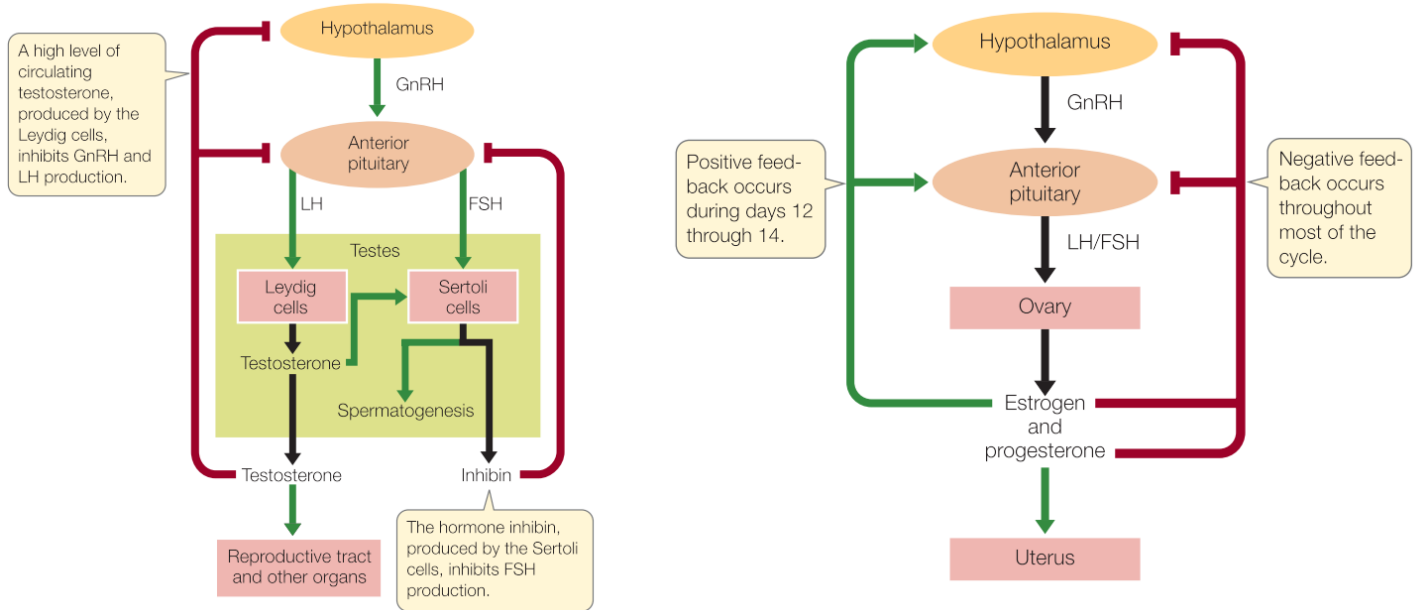 Hypothalamus
A high level of
circulating
testosterone,
produced by the
Leydig cells,
inhibits GnRH and
LH production.
GnRH
Anterior
pituitary
LH
FSH
Testes
Leydig
cells
Sertoli
cells
Testosterone
Spermatogenesis
Testosterone
Inhibin
Reproductive tract
and other organs
The hormone inhibin,
produced by the Sertoli
cells, inhibits FSH
production.
Hypothalamus
GnRH
Positive feed-
back occurs
during days 12
through 14.
Anterior
pituitary
Negative feed-
back occurs
throughout
most of the
cycle.
LH/FSH
Ovary
Estrogen
and
progesterone
Uterus